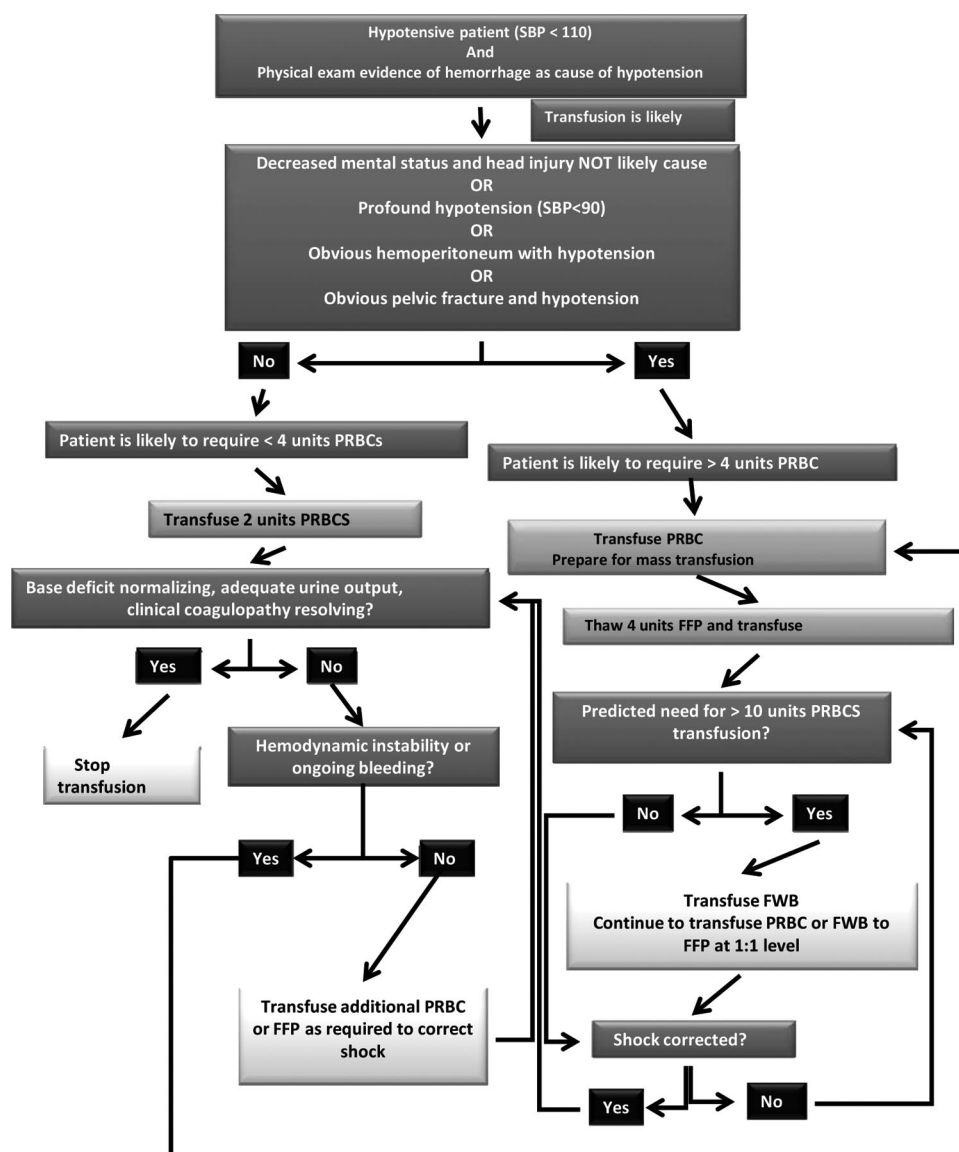 Hypotensive patient (SBP < 110)
And
Physical exam evidence of hemorrhage as cause of hypotension
Transfusion is likely
Decreased mental status and head injury NOT likely cause
OR
Profound hypotension (SBP<90)
OR
Obvious hemoperitoneum with hypotension
OR
Obvious pelvic fracture and hypotension
No
Yes
Patient is likely to require < 4 units PRBCs
Patient is likely to require > 4 units PRBC
Transfuse 2 units PRBCS
Transfuse PRBC
Prepare for mass transfusion
Base deficit normalizing, adequate urine output,
clinical coagulopathy resolving?
Thaw 4 units FFP and transfuse
Yes
No
Predicted need for > 10 units PRBCS
transfusion?
Stop
transfusion
Hemodynamic instability or
ongoing bleeding?
No
Yes
Yes
No
Transfuse FWB
Continue to transfuse PRBC or FWB to
FFP at 1:1 level
Transfuse additional PRBC
or FFP as required to correct
shock
Shock corrected?
Yes
No